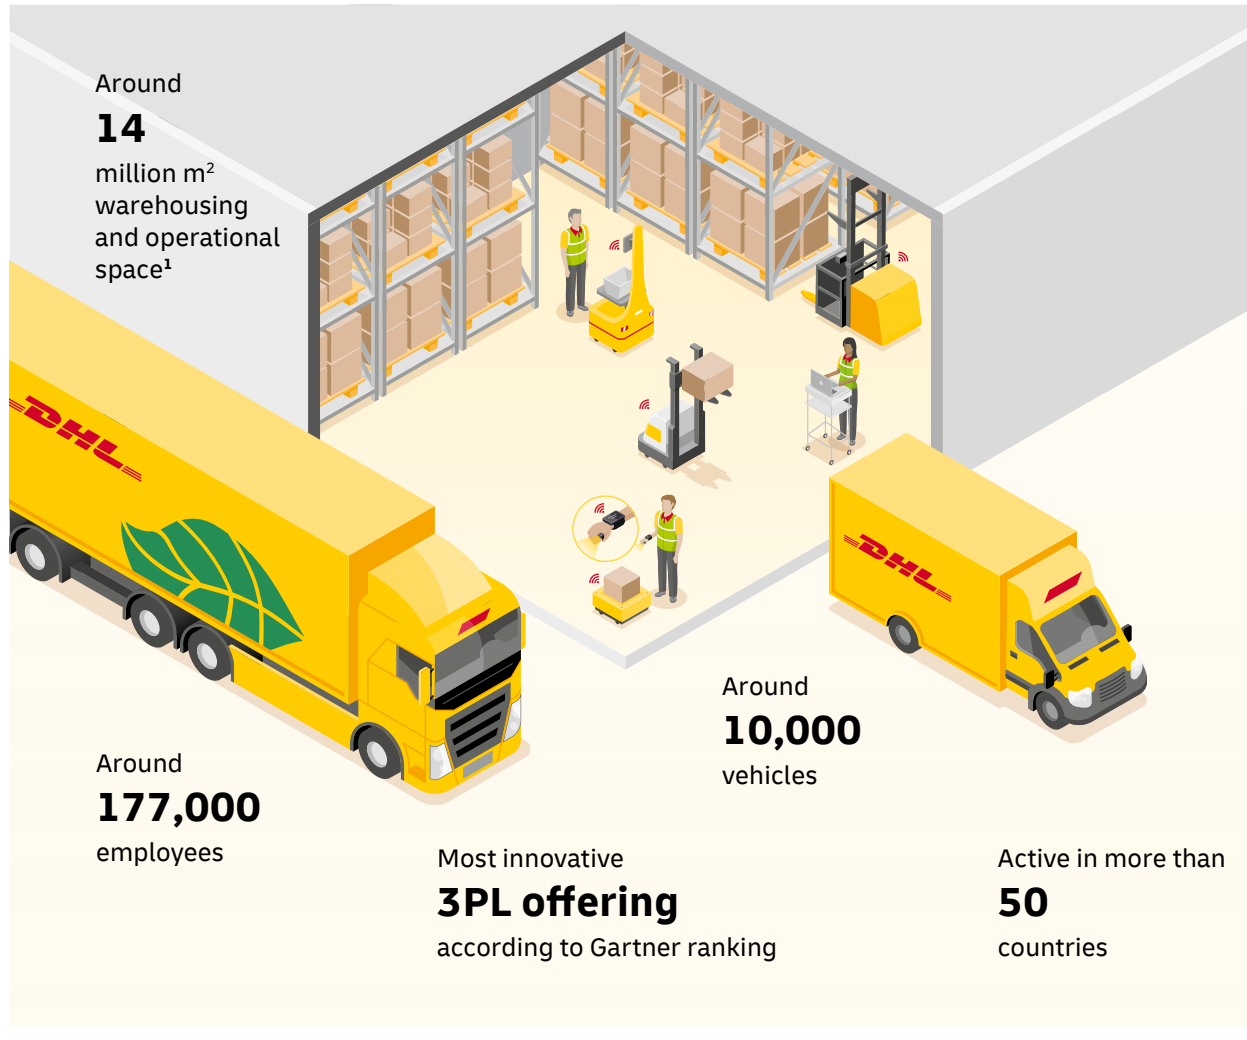 Around
14
million m²
warehousing
and operational
space¹
DHL
DHL
Around
10,000
vehicles
Around
177,000
employees
Most innovative
3PL offering
according to Gartner ranking
Active in more than
50
countries